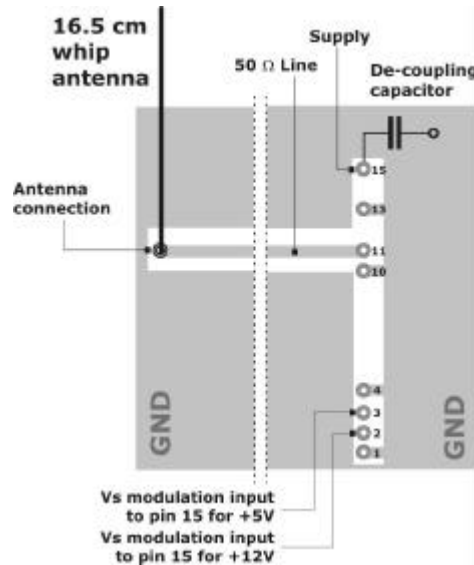 16.5 cm
whip
antenna
Supply
50 Ω Line
De-coupling
capacitor
15
Antenna
connection
13
11
10
4
3
2
1
GND
GND
Vs modulation input
to pin 15 for +5V
Vs modulation input
to pin 15 for +12V